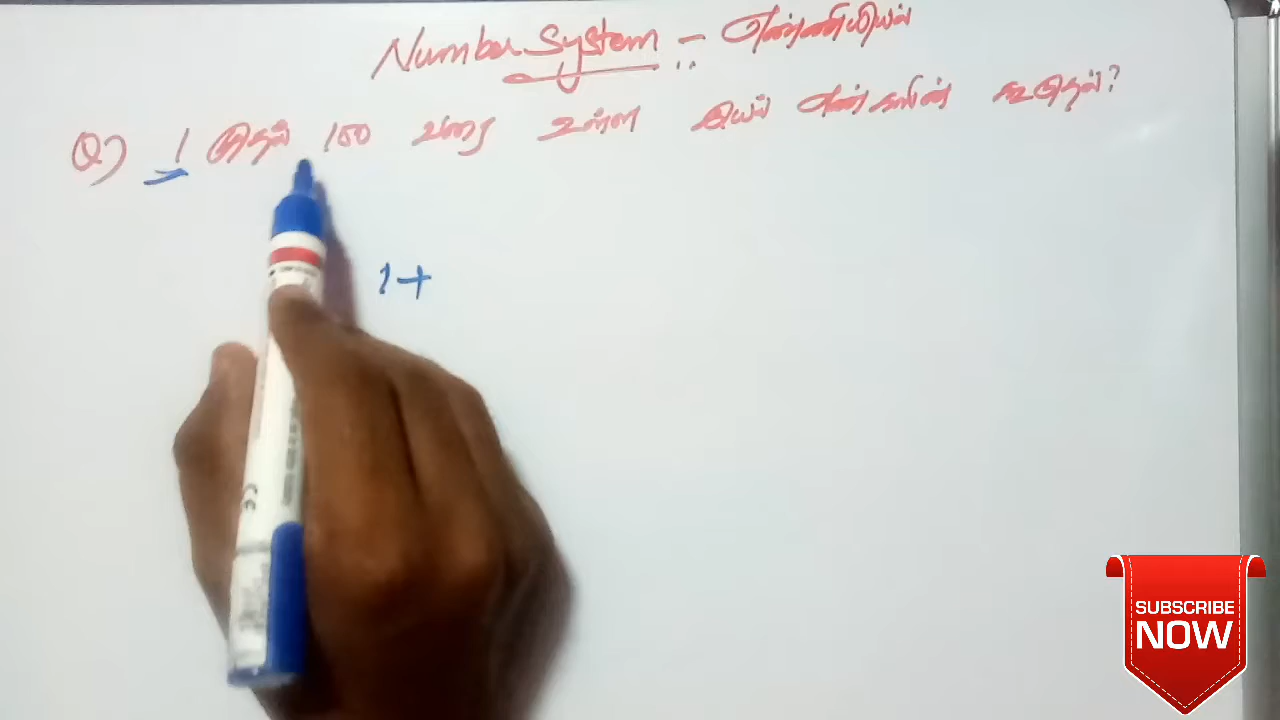 Number System - எண்ணியியல்
Q) 1 முதல் 100 வரை உள்ள இயல் எண்களின் கூடுதல்?
1+
SUBSCRIBE
NOW